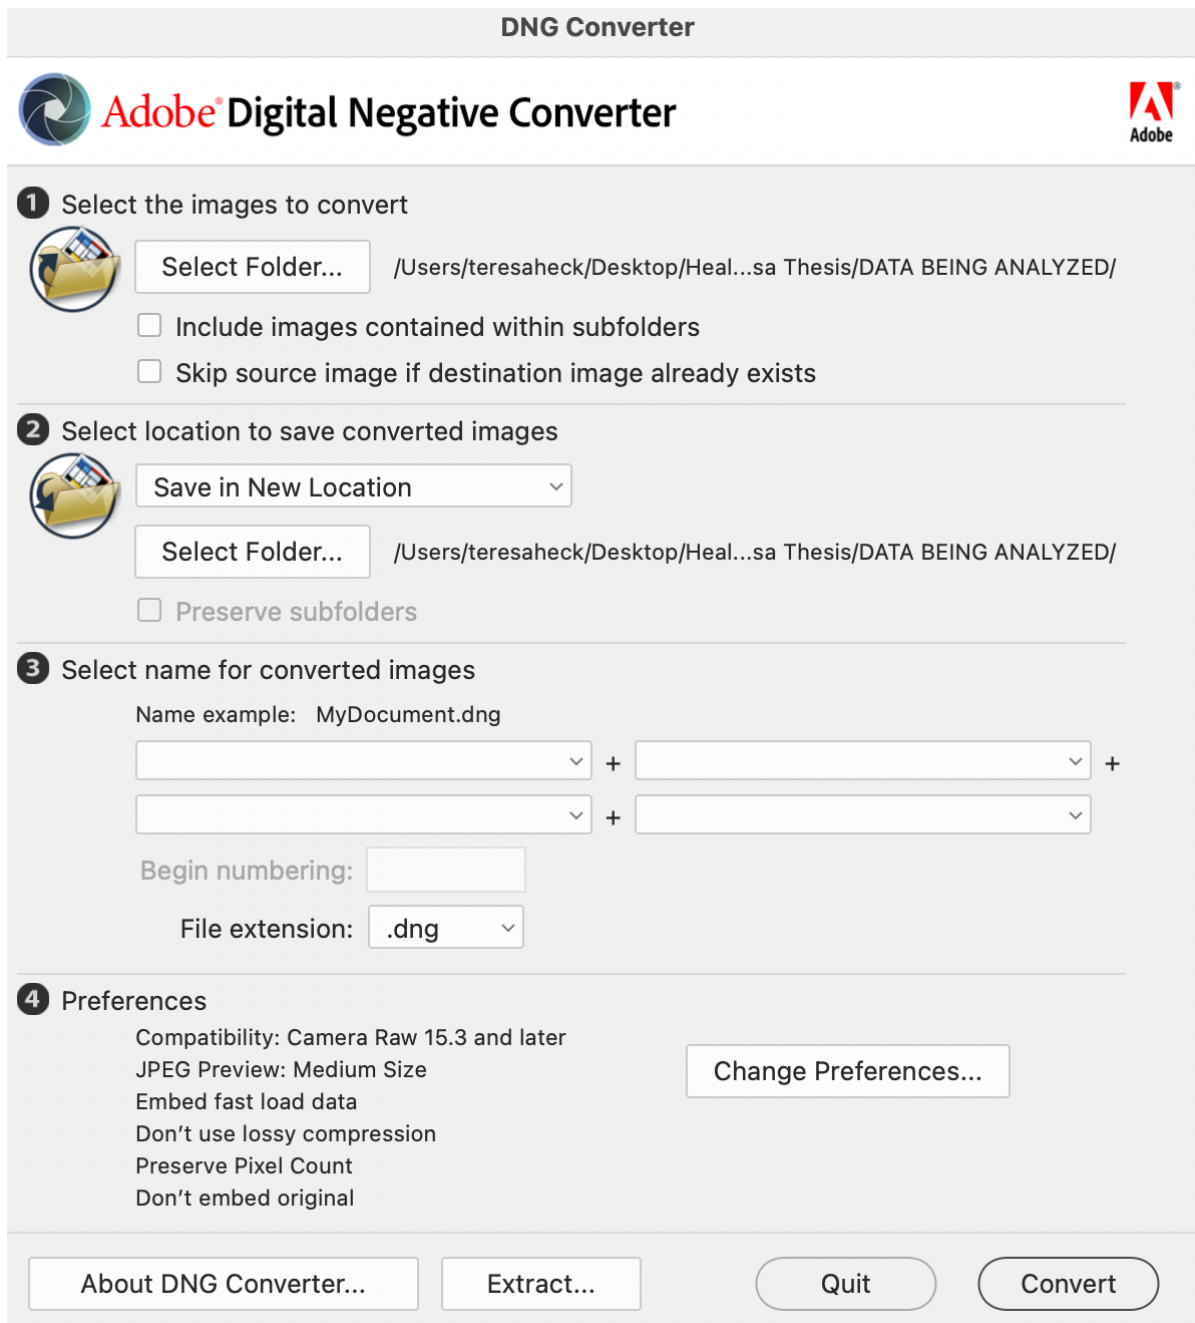 DNG Converter
Adobe® Digital Negative Converter
Adobe®
1 Select the images to convert
Select Folder... /Users/teresaheck/Desktop/Heal...sa Thesis/DATA BEING ANALYZED/
Include images contained within subfolders
Skip source image if destination image already exists
2 Select location to save converted images
Save in New Location
Select Folder... /Users/teresaheck/Desktop/Heal...sa Thesis/DATA BEING ANALYZED/
Preserve subfolders
3 Select name for converted images
Name example: MyDocument.dng
+ +
+
Begin numbering:
File extension: .dng
4 Preferences
Compatibility: Camera Raw 15.3 and later
JPEG Preview: Medium Size
Embed fast load data
Don’t use lossy compression
Preserve Pixel Count
Don’t embed original
Change Preferences...
About DNG Converter... Extract... Quit Convert